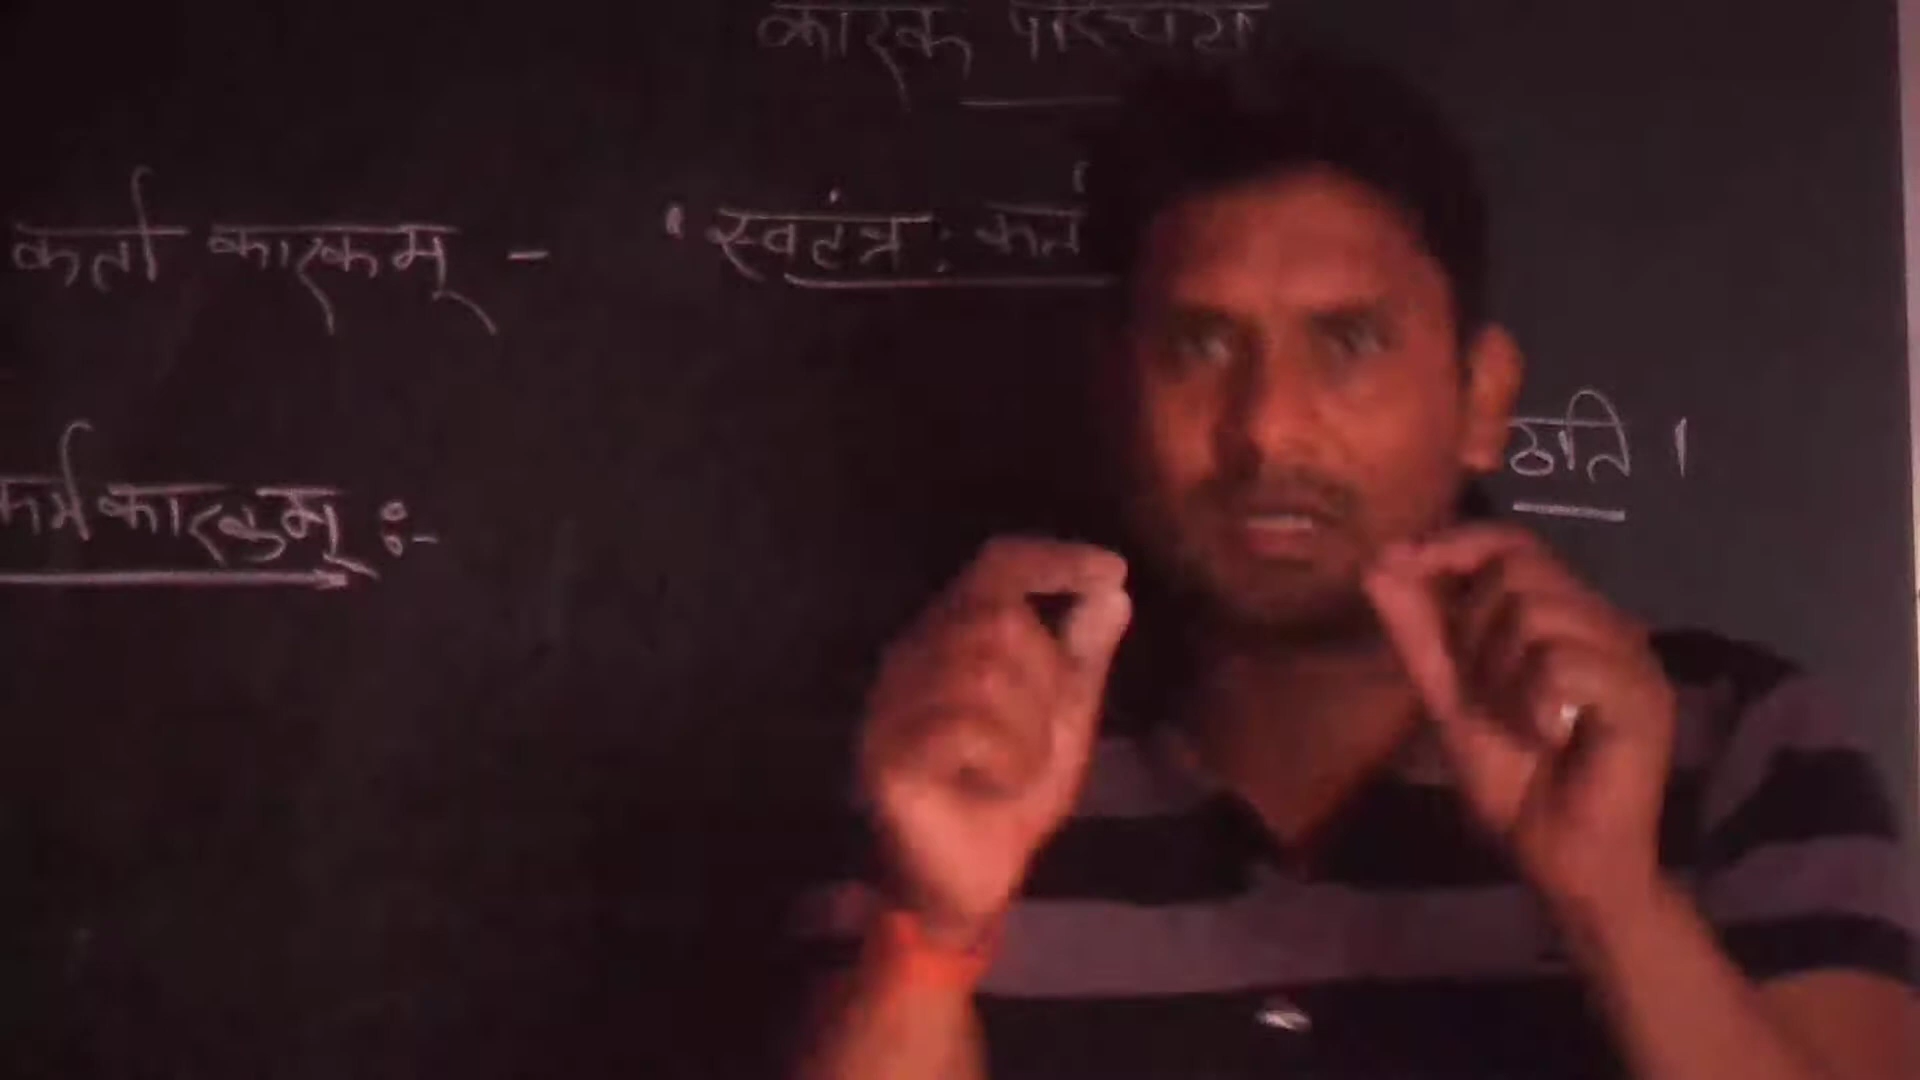 कारक परिचय
कर्ता कारकम् - " स्वतंत्रः कर्त
ठति ।
कर्मकारकम् :-